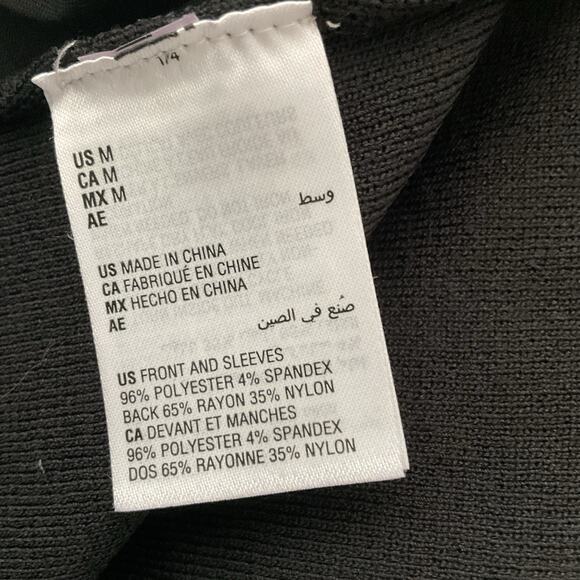 1/4
US M
CA M
MX M
AE وسط
US MADE IN CHINA
CA FABRIQUÉ EN CHINE
MX HECHO EN CHINA
AE صُنع في الصين
US FRONT AND SLEEVES
96% POLYESTER 4% SPANDEX
BACK 65% RAYON 35% NYLON
CA DEVANT ET MANCHES
96% POLYESTER 4% SPANDEX
DOS 65% RAYONNE 35% NYLON